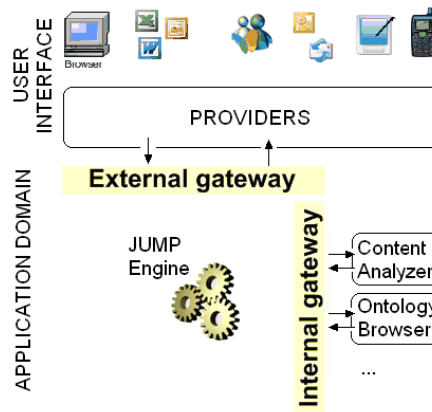 USER
INTERFACE
Browser
PROVIDERS
External gateway
APPLICATION DOMAIN
JUMP
Engine
Internal gateway
Content
Analyzer
Ontology
Browser
...